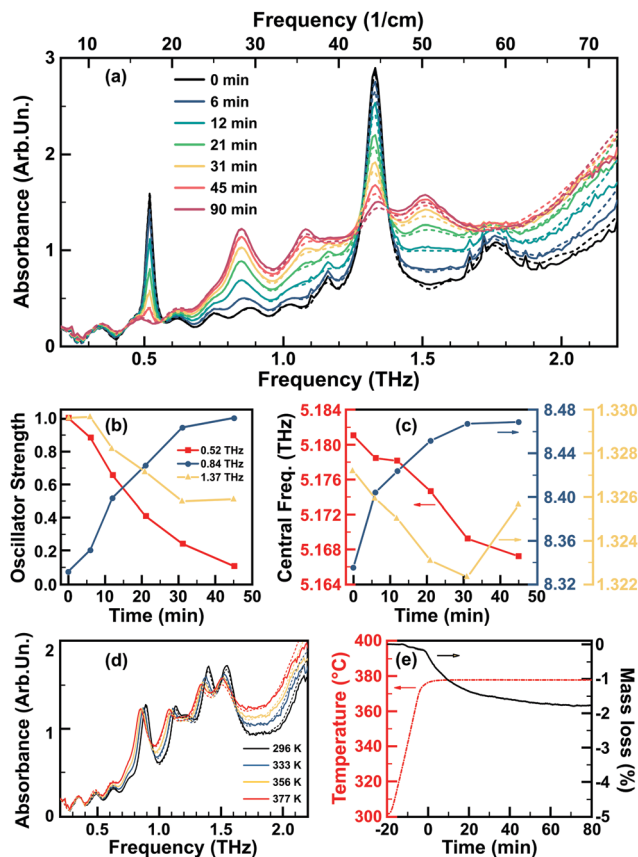 Frequency (1/cm)
10 20 30 40 50 60 70
3
2
1
0
Absorbance (Arb.Un.)
(a)
0 min
6 min
12 min
21 min
31 min
45 min
90 min
0.5 1.0 1.5 2.0
Frequency (THz)
1.0
0.8
0.6
0.4
0.2
0.0
Oscillator Strength
(b)
0.52 THz
0.84 THz
1.37 THz
0 10 20 30 40 50
Time (min)
5.184
5.180
5.176
5.172
5.168
5.164
Central Freq. (THz)
(c)
8.48
8.46
8.40
8.36
8.32
1.330
1.328
1.326
1.324
1.322
0 10 20 30 40 50
Time (min)
2
1
0
Absorbance (Arb.Un.)
(d)
296 K
333 K
356 K
377 K
0.5 1.0 1.5 2.0
Frequency (THz)
400
380
360
340
320
300
Temperature (°C)
(e)
0
-1
-2
-3
-4
-5
Mass loss (%)
-20 0 20 40 60 80
Time (min)